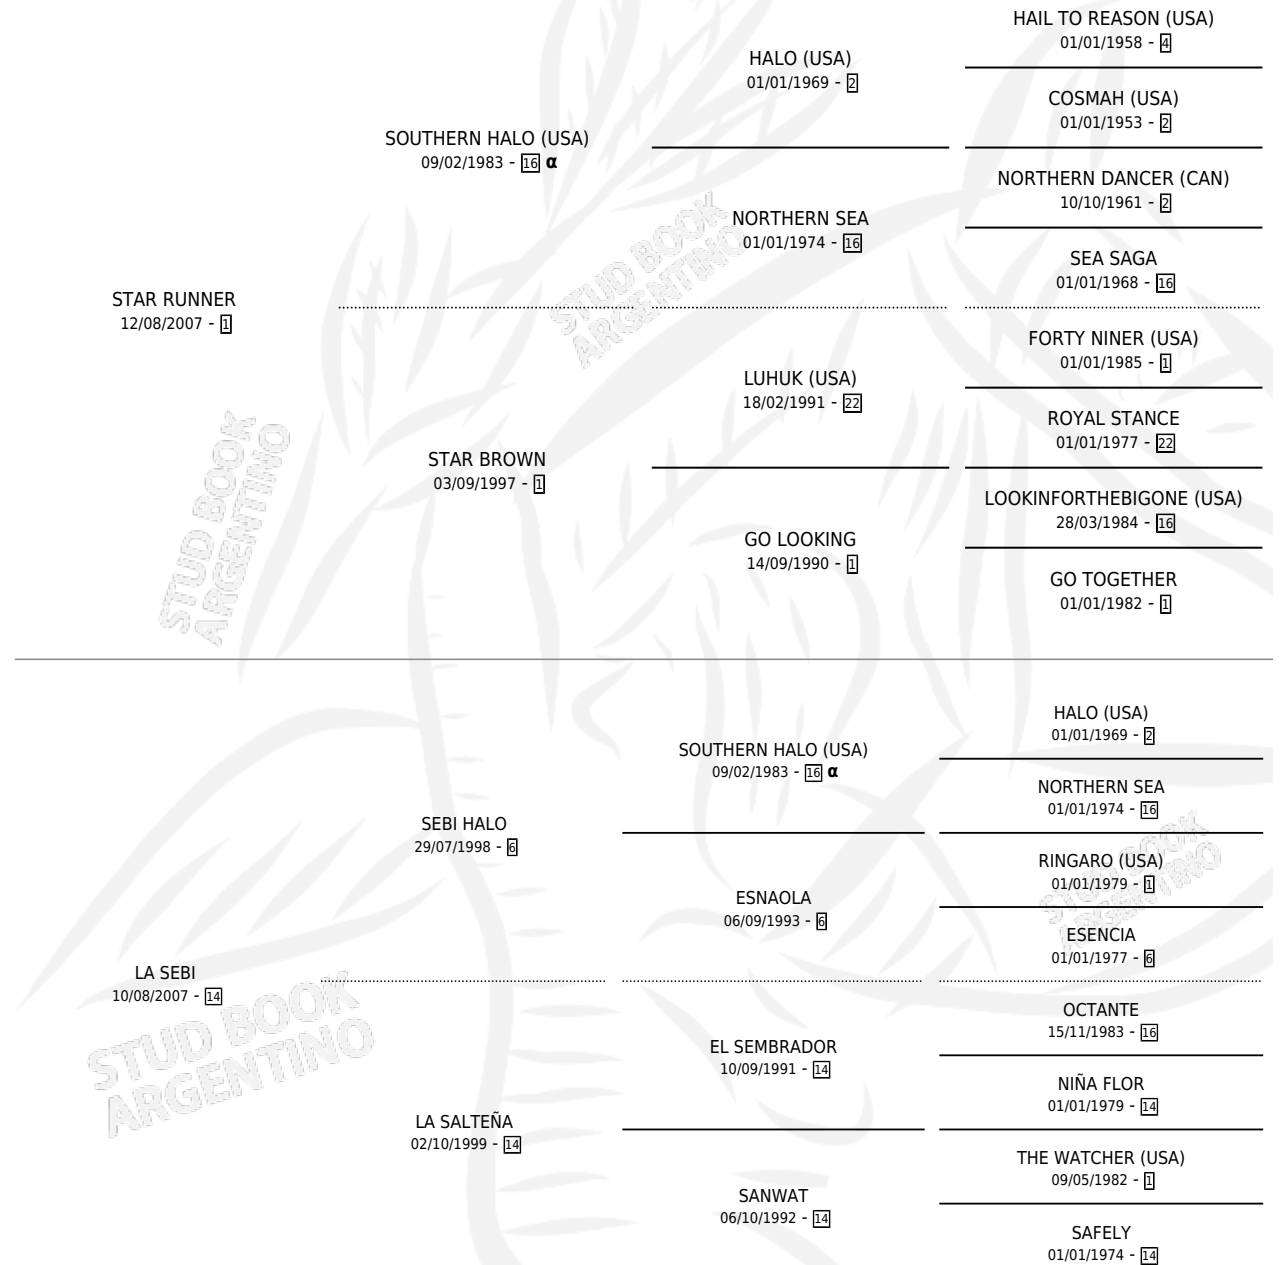 HAIL TO REASON (USA)
01/01/1958 - 4
HALO (USA)
01/01/1969 - 2
COSMAH (USA)
01/01/1953 - 2
SOUTHERN HALO (USA)
09/02/1983 - 16 α
NORTHERN DANCER (CAN)
10/10/1961 - 2
NORTHERN SEA
01/01/1974 - 16
SEA SAGA
01/01/1968 - 16
STAR RUNNER
12/08/2007 - 1
FORTY NINER (USA)
01/01/1985 - 1
LUHUK (USA)
18/02/1991 - 22
ROYAL STANCE
01/01/1977 - 22
STAR BROWN
03/09/1997 - 1
LOOKINFORTHEBIGONE (USA)
28/03/1984 - 16
GO LOOKING
14/09/1990 - 1
GO TOGETHER
01/01/1982 - 1
HALO (USA)
01/01/1969 - 2
SOUTHERN HALO (USA)
09/02/1983 - 16 α
NORTHERN SEA
01/01/1974 - 16
SEBI HALO
29/07/1998 - 6
RINGARO (USA)
01/01/1979 - 1
ESNAOLA
06/09/1993 - 6
ESENCIA
01/01/1977 - 6
LA SEBI
10/08/2007 - 14
OCTANTE
15/11/1983 - 16
EL SEMBRADOR
10/09/1991 - 14
NIÑA FLOR
01/01/1979 - 14
LA SALTEÑA
02/10/1999 - 14
THE WATCHER (USA)
09/05/1982 - 1
SANWAT
06/10/1992 - 14
SAFELY
01/01/1974 - 14
STUD BOOK
ARGENTINO
STUD BOOK
ARGENTINO
STUD BOOK
ARGENTINO
STUD BOOK
ARGENTINO